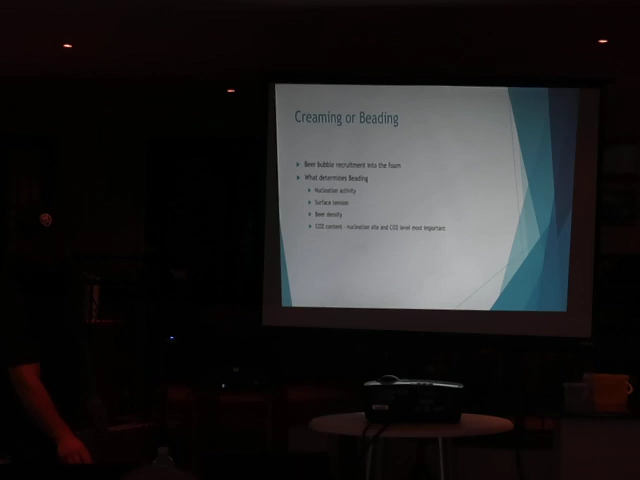 Creaming or Beading
Beer bubble recruitment into the foam
What determines Beading
Nucleation activity
Surface tension
Beer density
CO2 content - nucleation site and CO2 level most important